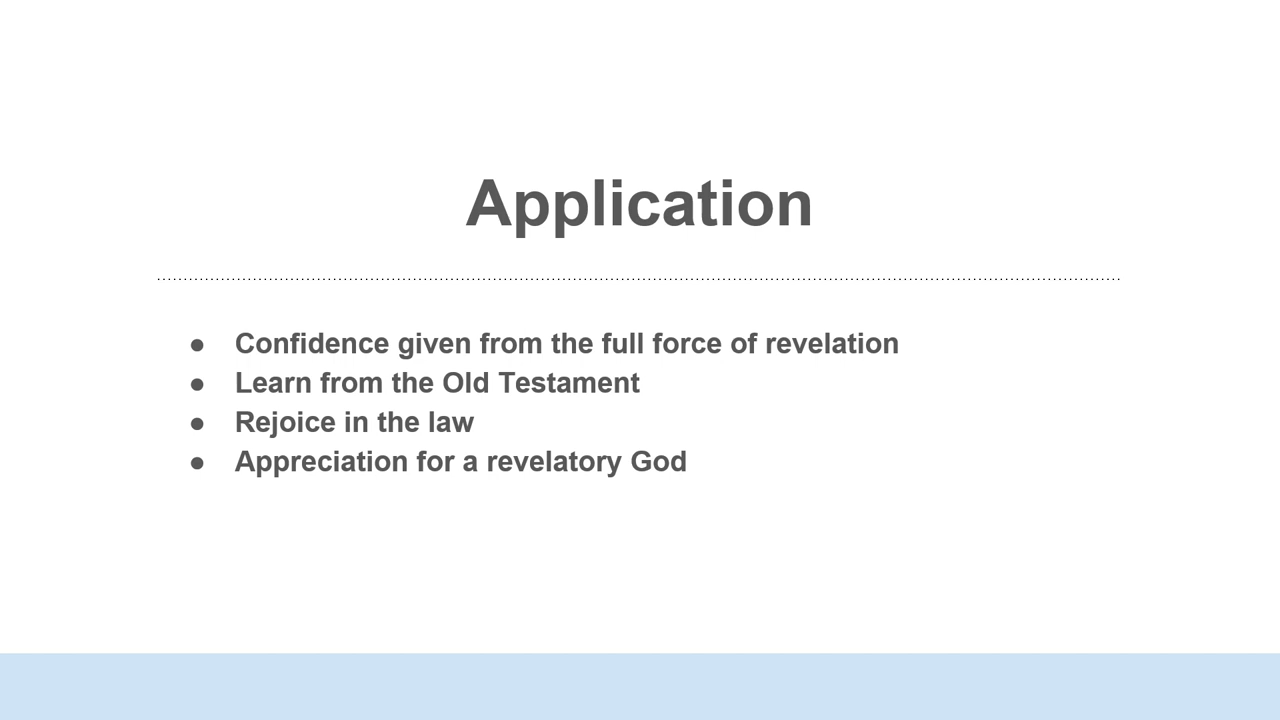 Application
● Confidence given from the full force of revelation
● Learn from the Old Testament
● Rejoice in the law
● Appreciation for a revelatory God